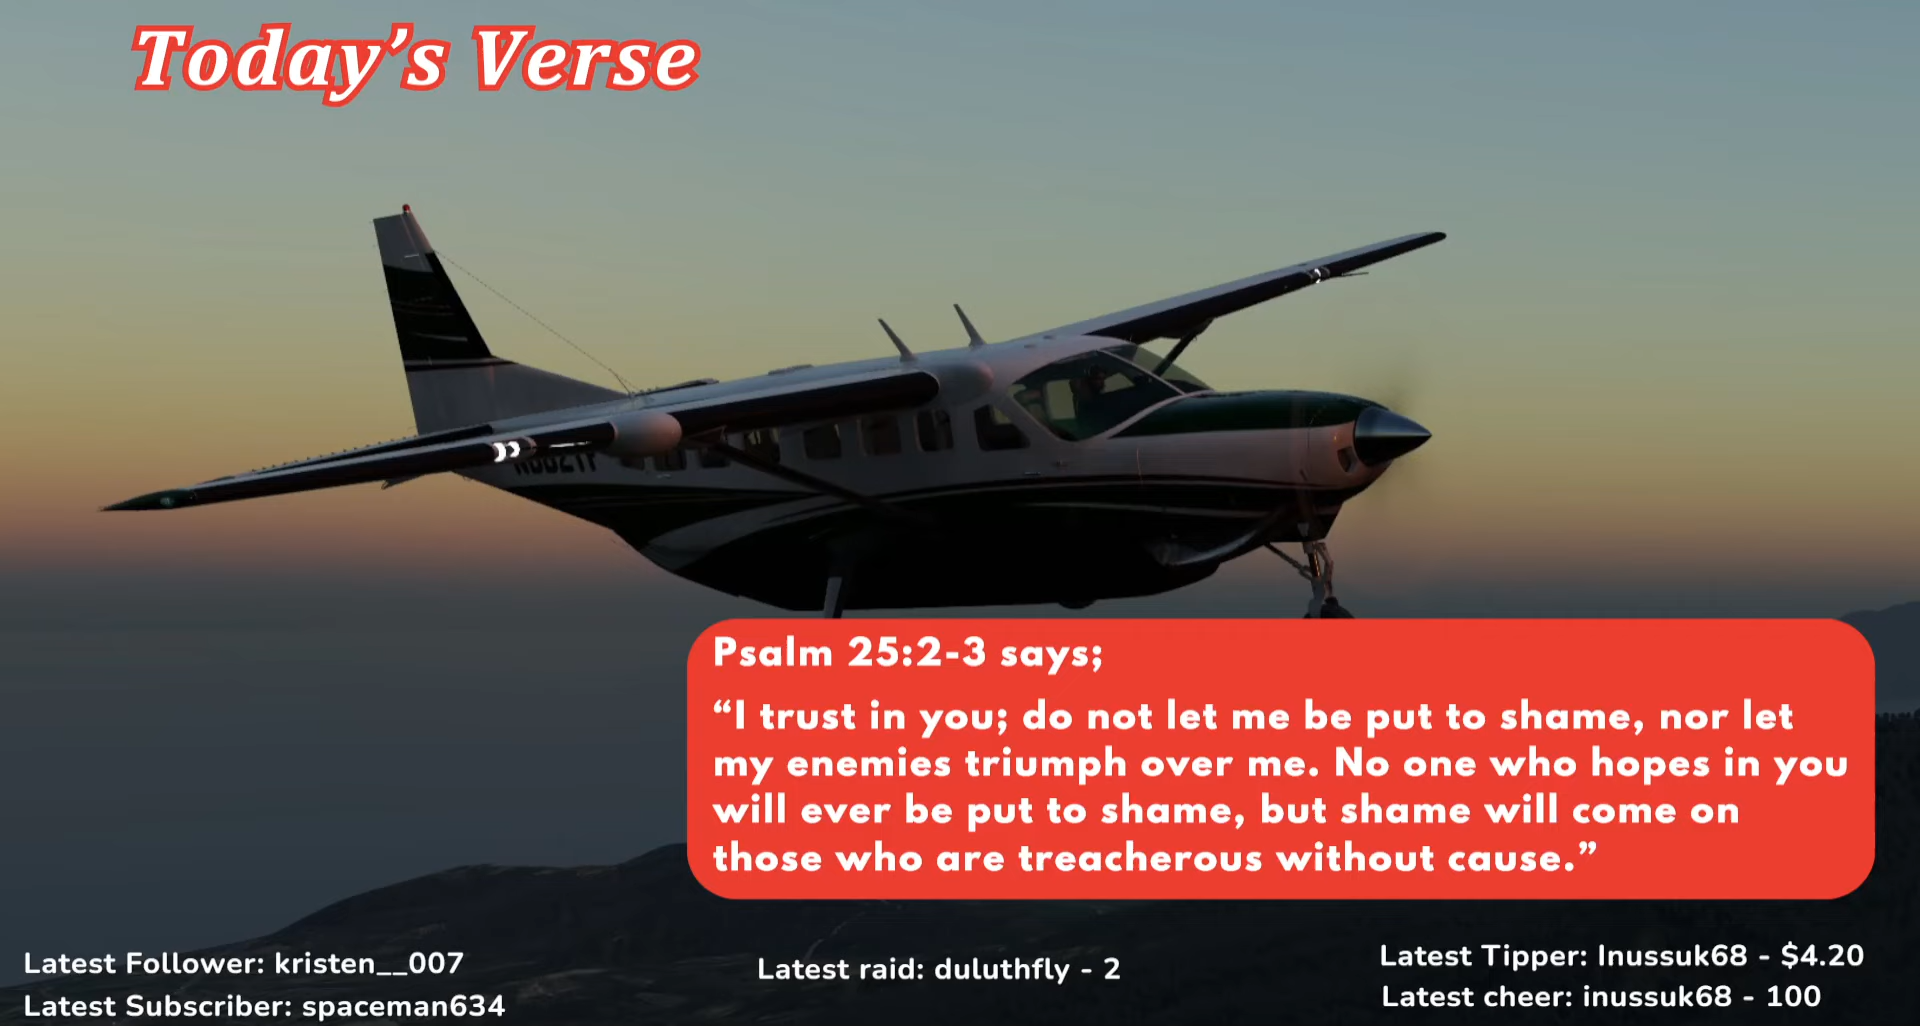 Today’s Verse
Psalm 25:2-3 says;
“I trust in you; do not let me be put to shame, nor let
my enemies triumph over me. No one who hopes in you
will ever be put to shame, but shame will come on
those who are treacherous without cause.”
Latest Follower: kristen__007
Latest Subscriber: spaceman634
Latest raid: duluthfly - 2
Latest Tipper: Inussuk68 - $4.20
Latest cheer: inussuk68 - 100